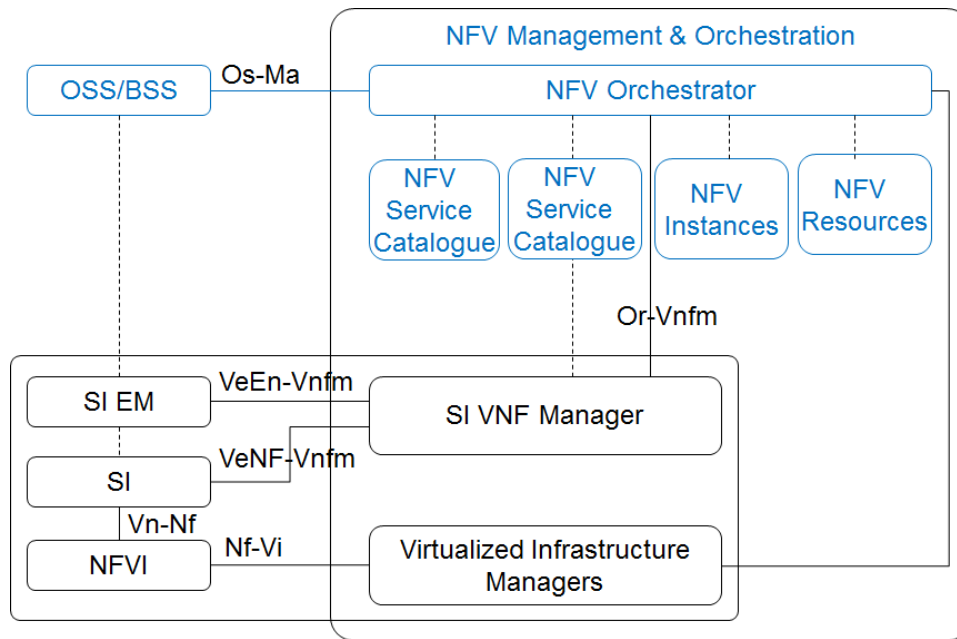 NFV Management & Orchestration
Os-Ma
OSS/BSS
NFV Orchestrator
NFV
Service
Catalogue
NFV
Service
Catalogue
NFV
Instances
NFV
Resources
Or-Vnfm
VeEn-Vnfm
SI EM
SI VNF Manager
VeNF-Vnfm
SI
Vn-Nf
Nf-Vi
NFVI
Virtualized Infrastructure
Managers